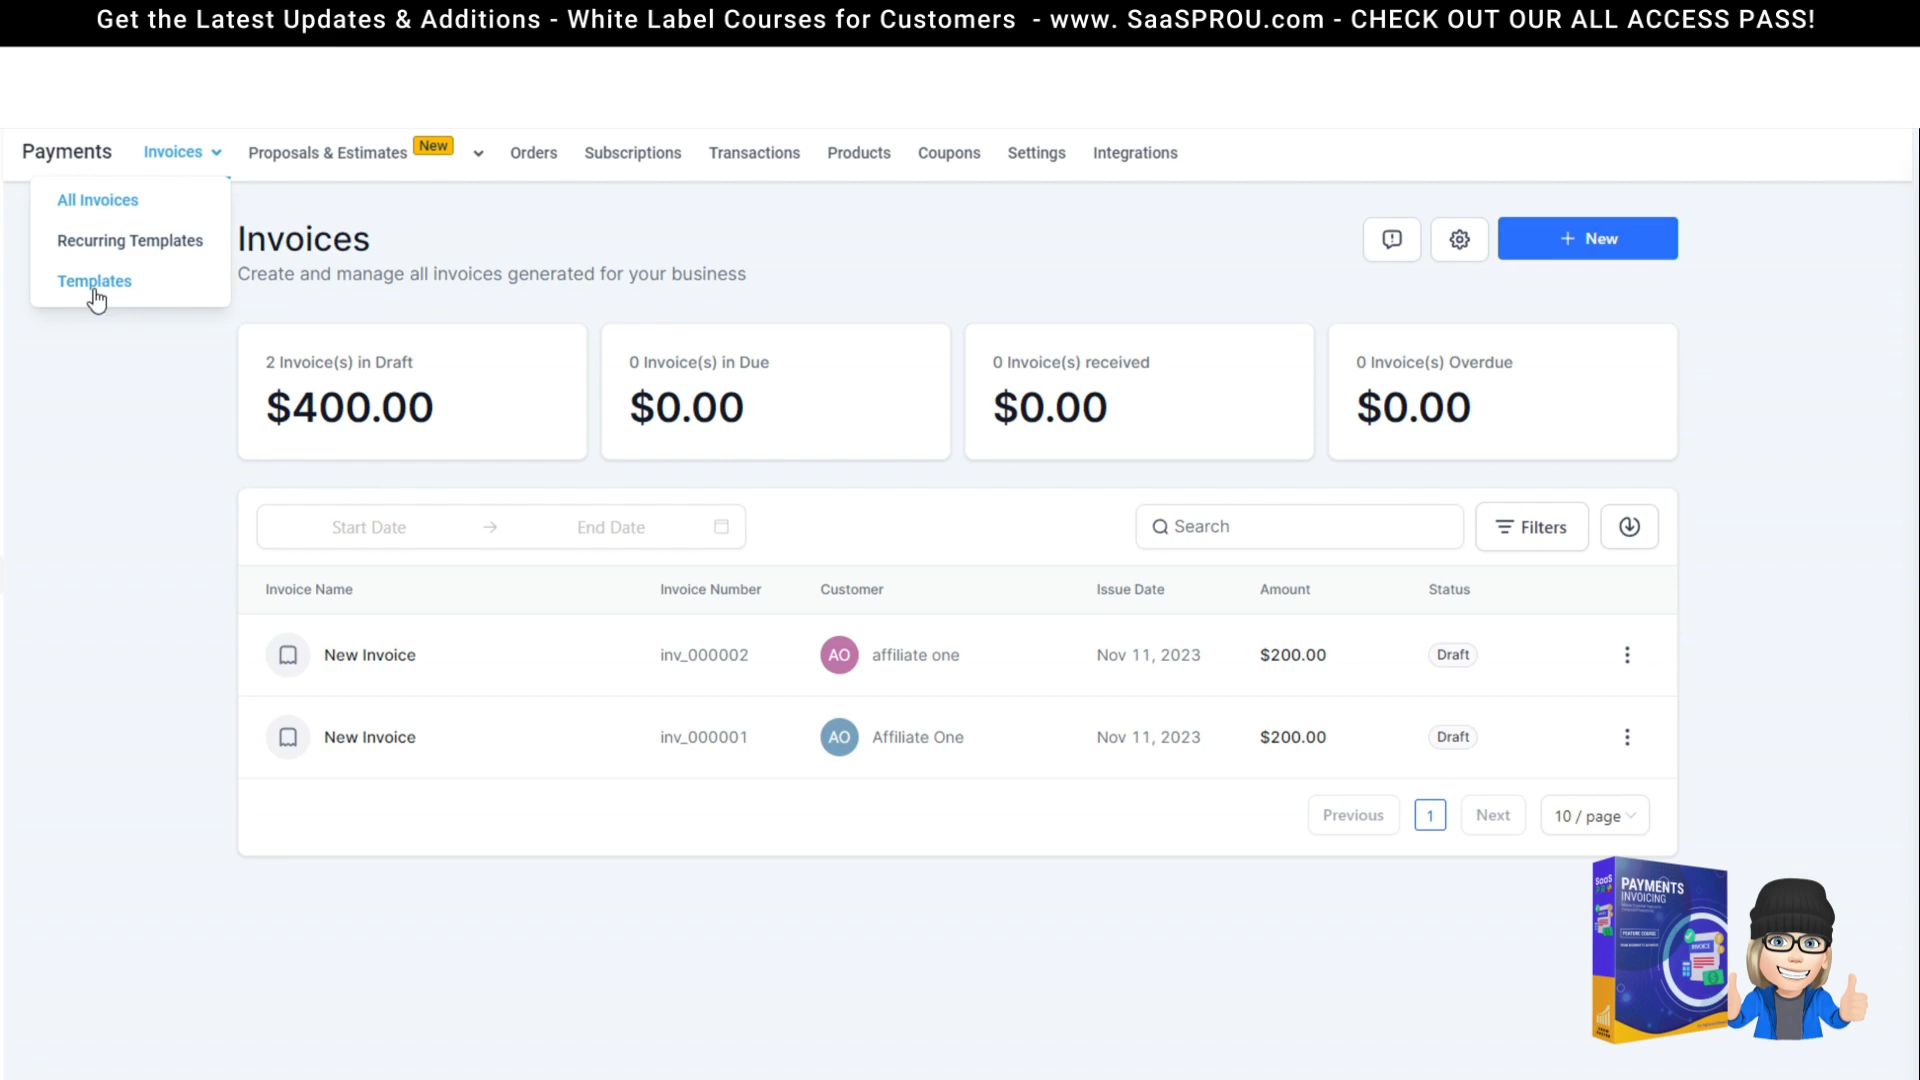 Get the Latest Updates & Additions - White Label Courses for Customers - www. SaaSPROU.com - CHECK OUT OUR ALL ACCESS PASS!
Payments Invoices Proposals & Estimates New Orders Subscriptions Transactions Products Coupons Settings Integrations
All Invoices
Recurring Templates
Templates
Invoices
Create and manage all invoices generated for your business
+ New
2 Invoice(s) in Draft
$400.00
0 Invoice(s) in Due
$0.00
0 Invoice(s) received
$0.00
0 Invoice(s) Overdue
$0.00
Start Date → End Date
Search
Filters
Invoice Name Invoice Number Customer Issue Date Amount Status
New Invoice inv_000002 AO affiliate one Nov 11, 2023 $200.00 Draft
New Invoice inv_000001 AO Affiliate One Nov 11, 2023 $200.00 Draft
Previous 1 Next 10 / page
PAYMENTS
INVOICING
FEATURE COURSE
SaaS
PR
INVOICE